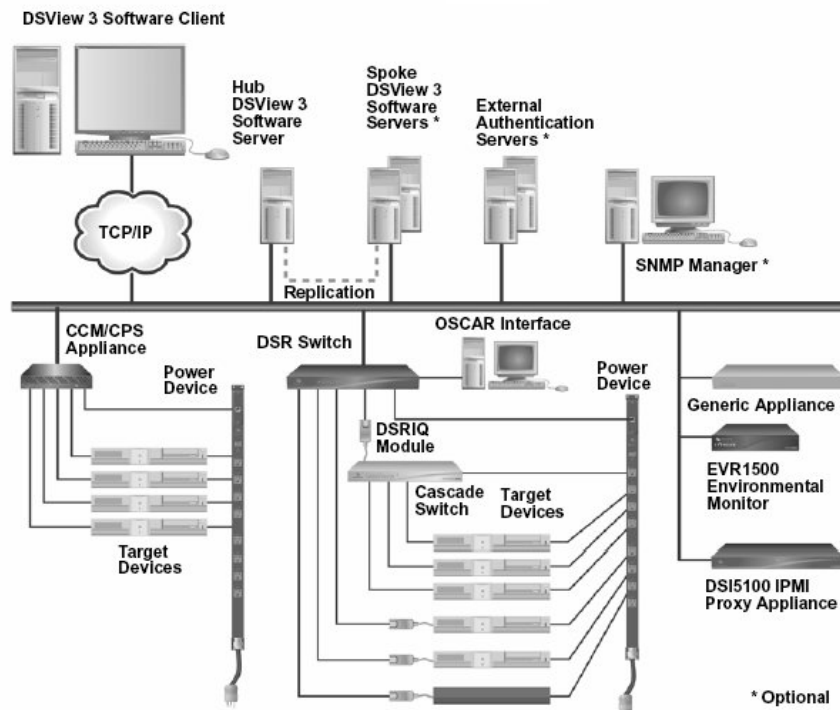 DSView 3 Software Client
Hub
DSView 3
Software
Server
Spoke
DSView 3
Software
Servers *
External
Authentication
Servers *
TCP/IP
SNMP Manager *
Replication
CCM/CPS
Appliance
Power
Device
Target
Devices
DSR Switch
OSCAR Interface
DSRIQ
Module
Cascade
Switch
Target
Devices
Power
Device
Generic Appliance
EVR1500
Environmental
Monitor
DSI5100 IPMI
Proxy Appliance
* Optional